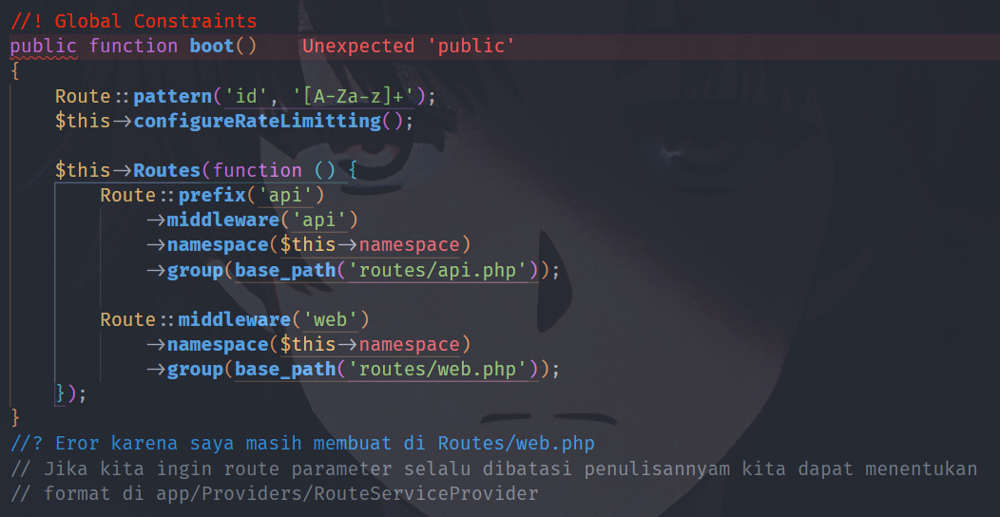 //! Global Constraints
public function boot()    Unexpected 'public'
{
    Route::pattern('id', '[A-Za-z]+');
    $this->configureRateLimitting();

    $this->Routes(function () {
        Route::prefix('api')
            ->middleware('api')
            ->namespace($this->namespace)
            ->group(base_path('routes/api.php'));

        Route::middleware('web')
            ->namespace($this->namespace)
            ->group(base_path('routes/web.php'));
    });
}
//? Eror karena saya masih membuat di Routes/web.php
// Jika kita ingin route parameter selalu dibatasi penulisannyam kita dapat menentukan
// format di app/Providers/RouteServiceProvider